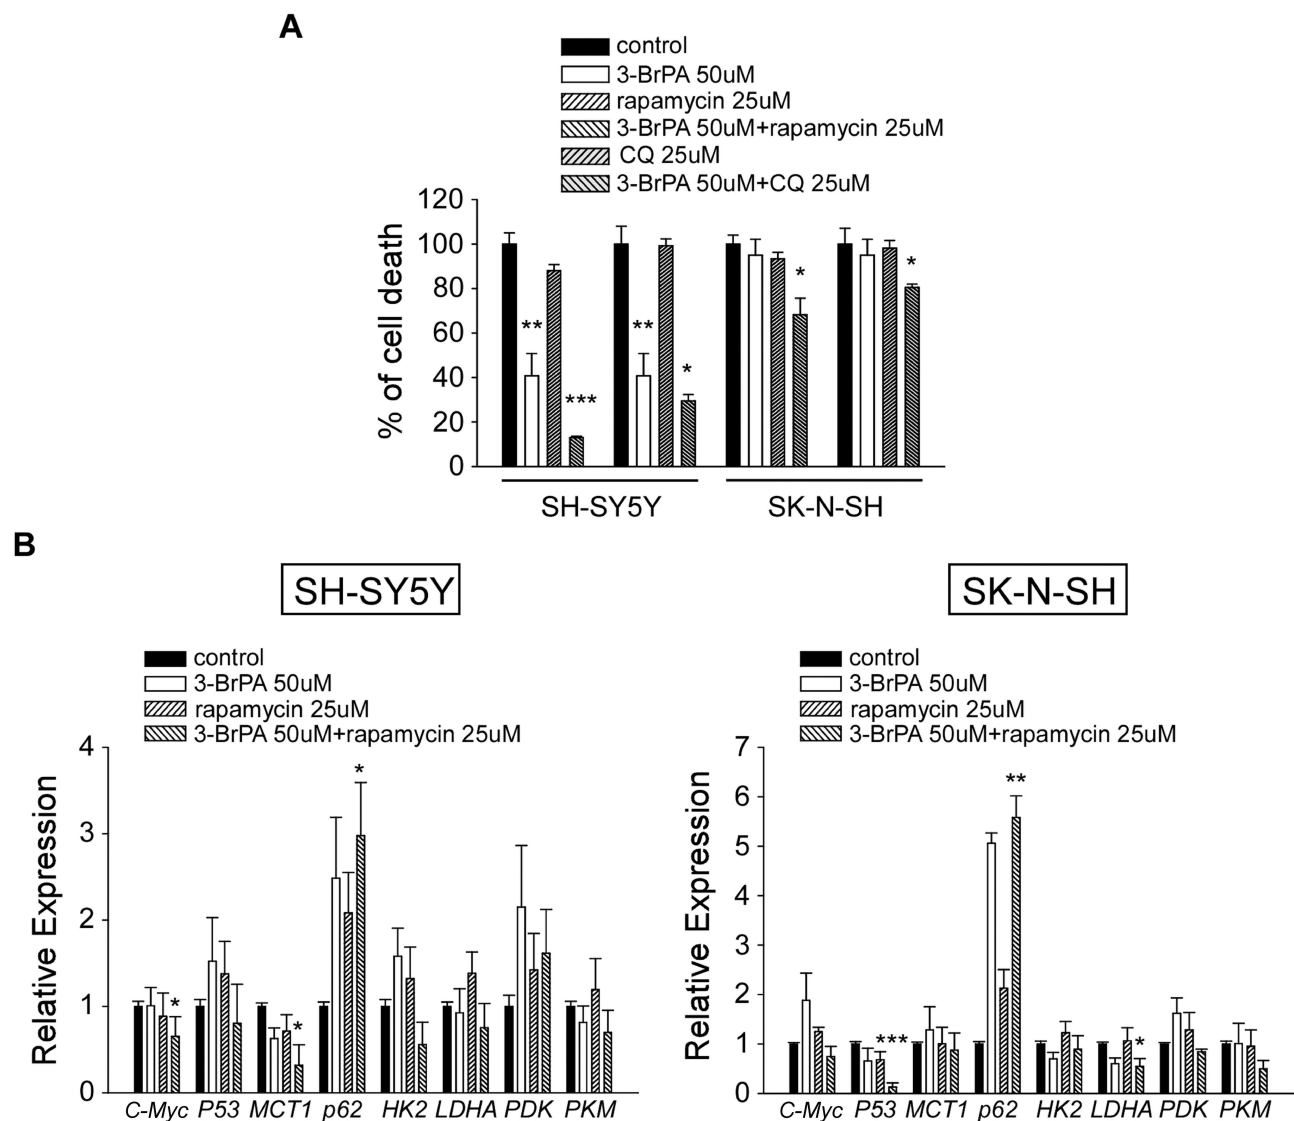 A
control
3-BrPA 50uM
rapamycin 25uM
3-BrPA 50uM+rapamycin 25uM
CQ 25uM
3-BrPA 50uM+CQ 25uM
% of cell death
120
100
80
60
40
20
0
**
***
**
*
*
*
SH-SY5Y
SK-N-SH
B
SH-SY5Y
control
3-BrPA 50uM
rapamycin 25uM
3-BrPA 50uM+rapamycin 25uM
Relative Expression
4
3
2
1
0
*
*
*
C-Myc P53 MCT1 p62 HK2 LDHA PDK PKM
SK-N-SH
control
3-BrPA 50uM
rapamycin 25uM
3-BrPA 50uM+rapamycin 25uM
Relative Expression
7
6
5
4
3
2
1
0
***
**
*
C-Myc P53 MCT1 p62 HK2 LDHA PDK PKM